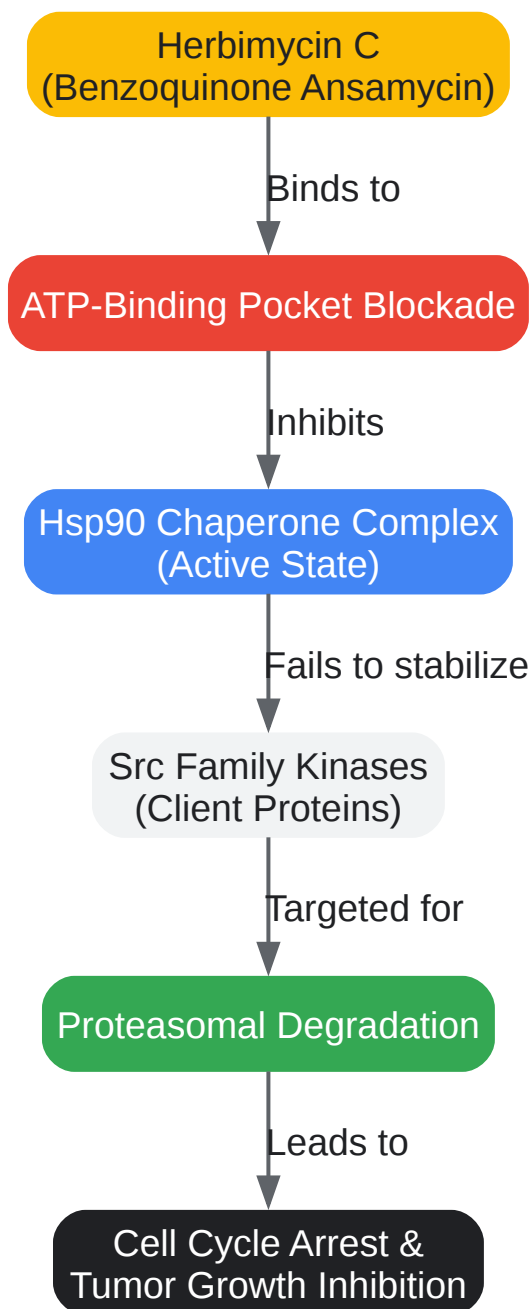 Herbimycin C
(Benzoquinone Ansamycin)
Binds to
ATP-Binding Pocket Blockade
Inhibits
Hsp90 Chaperone Complex
(Active State)
Fails to stabilize
Src Family Kinases
(Client Proteins)
Targeted for
Proteasomal Degradation
Leads to
Cell Cycle Arrest &
Tumor Growth Inhibition